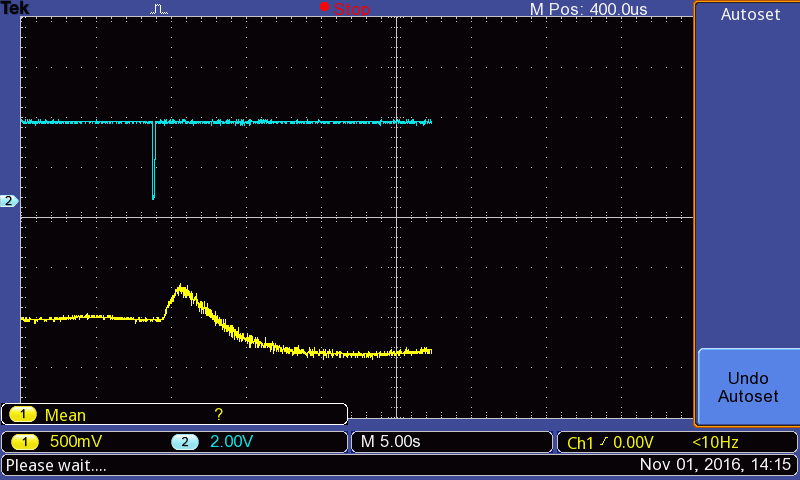 Tek Stop M Pos: 400.0us Autoset
2
Undo
Autoset
1 Mean ?
1 500mV 2 2.00V M 5.00s Ch1 0.00V <10Hz
Please wait.... Nov 01, 2016, 14:15